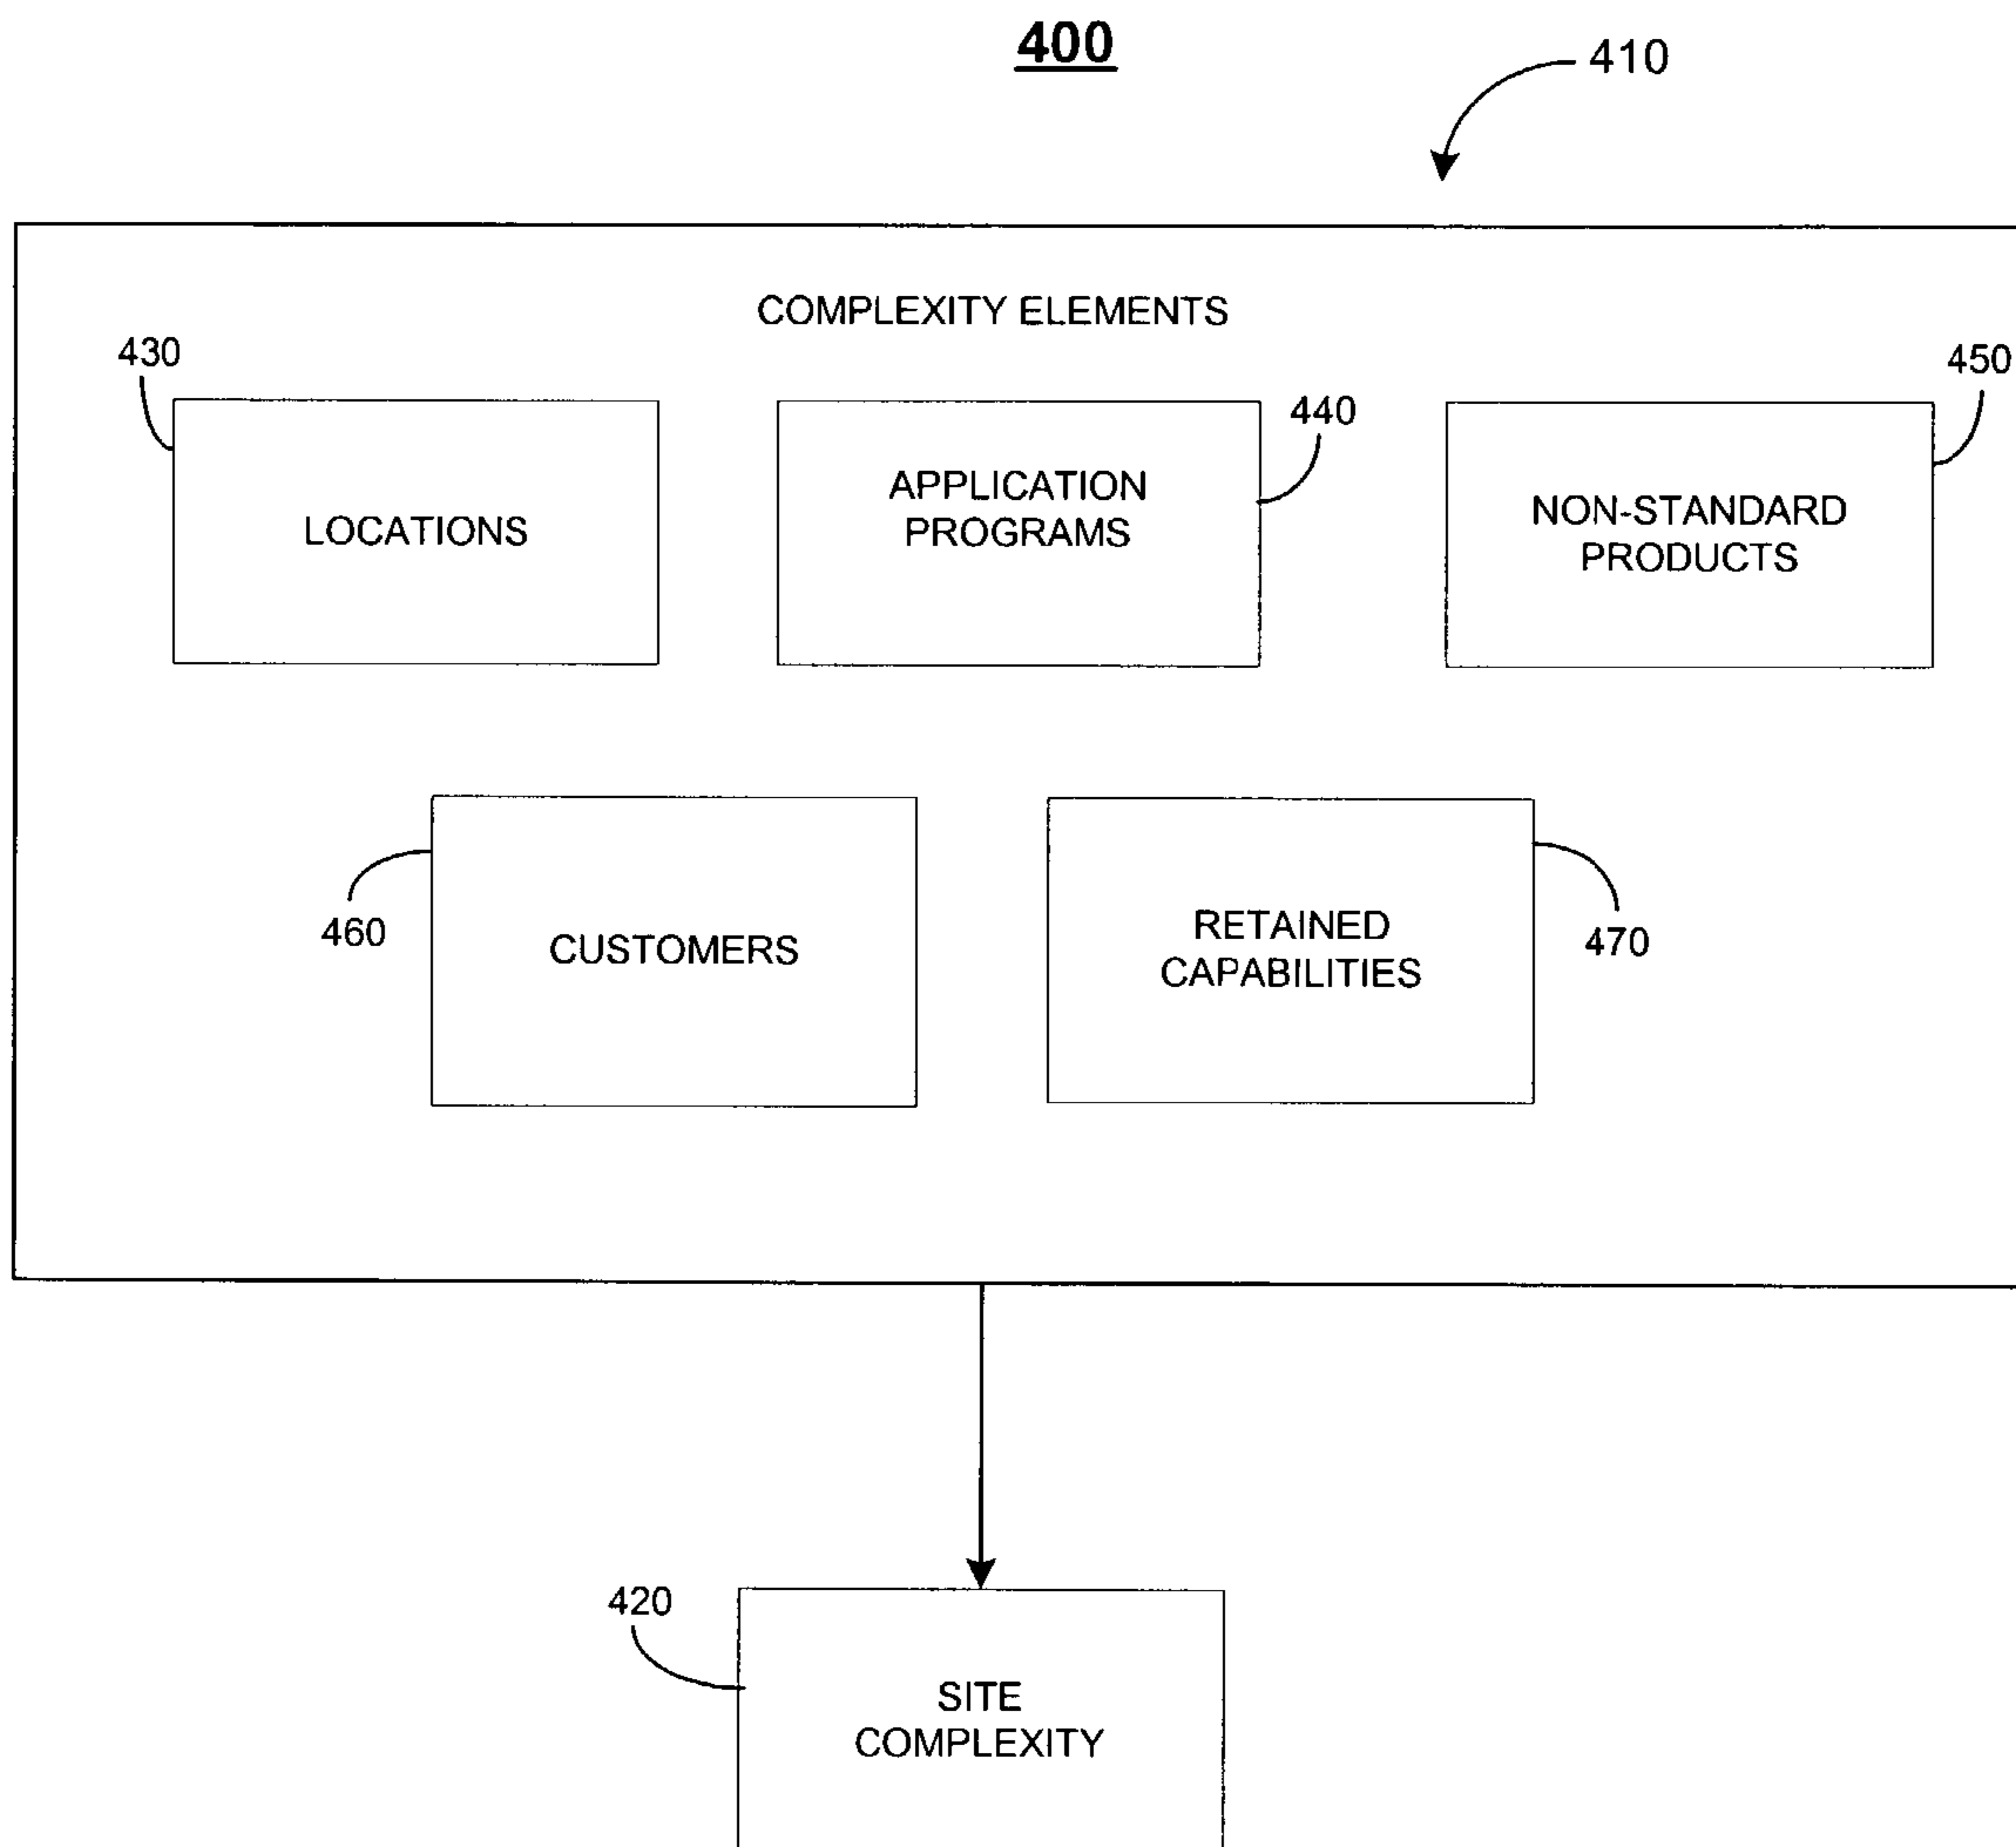 400
410
COMPLEXITY ELEMENTS
430
440
450
LOCATIONS
APPLICATION
PROGRAMS
NON-STANDARD
PRODUCTS
460
CUSTOMERS
RETAINED
CAPABILITIES
470
420
SITE
COMPLEXITY